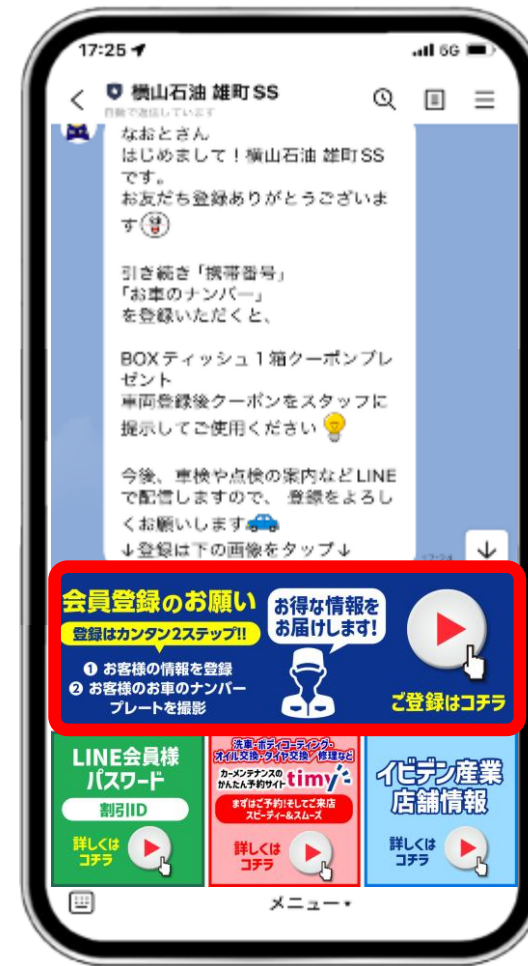 17:25
5G
横山石油 雄町SS
自動で返信しています
なおとさん
はじめまして！横山石油 雄町SS
です。
お友だち登録ありがとうございま
す
引き続き「携帯番号」
「お車のナンバー」
を登録いただくと、
BOXティッシュ1箱クーポンプレ
ゼント
車両登録後クーポンをスタッフに
提示してご使用ください
今後、車検や点検の案内などLINE
で配信しますので、 登録をよろし
くお願いします
↓登録は下の画像をタップ↓
17:24
会員登録のお願い
登録はカンタン2ステップ!!
❶ お客様の情報を登録
❷ お客様のお車のナンバー
プレートを撮影
お得な情報を
お届けします!
ご登録はコチラ
LINE会員様
パスワード
割引ID
詳しくは
コチラ
洗車・ボディコーティング・
オイル交換・タイヤ交換/修理など
カーメンテナンスの
かんたん予約サイト timy
まずはご予約!そしてご来店
スピーディー&スムーズ
詳しくは
コチラ
イビデン産業
店舗情報
詳しくは
コチラ
メニュー▾